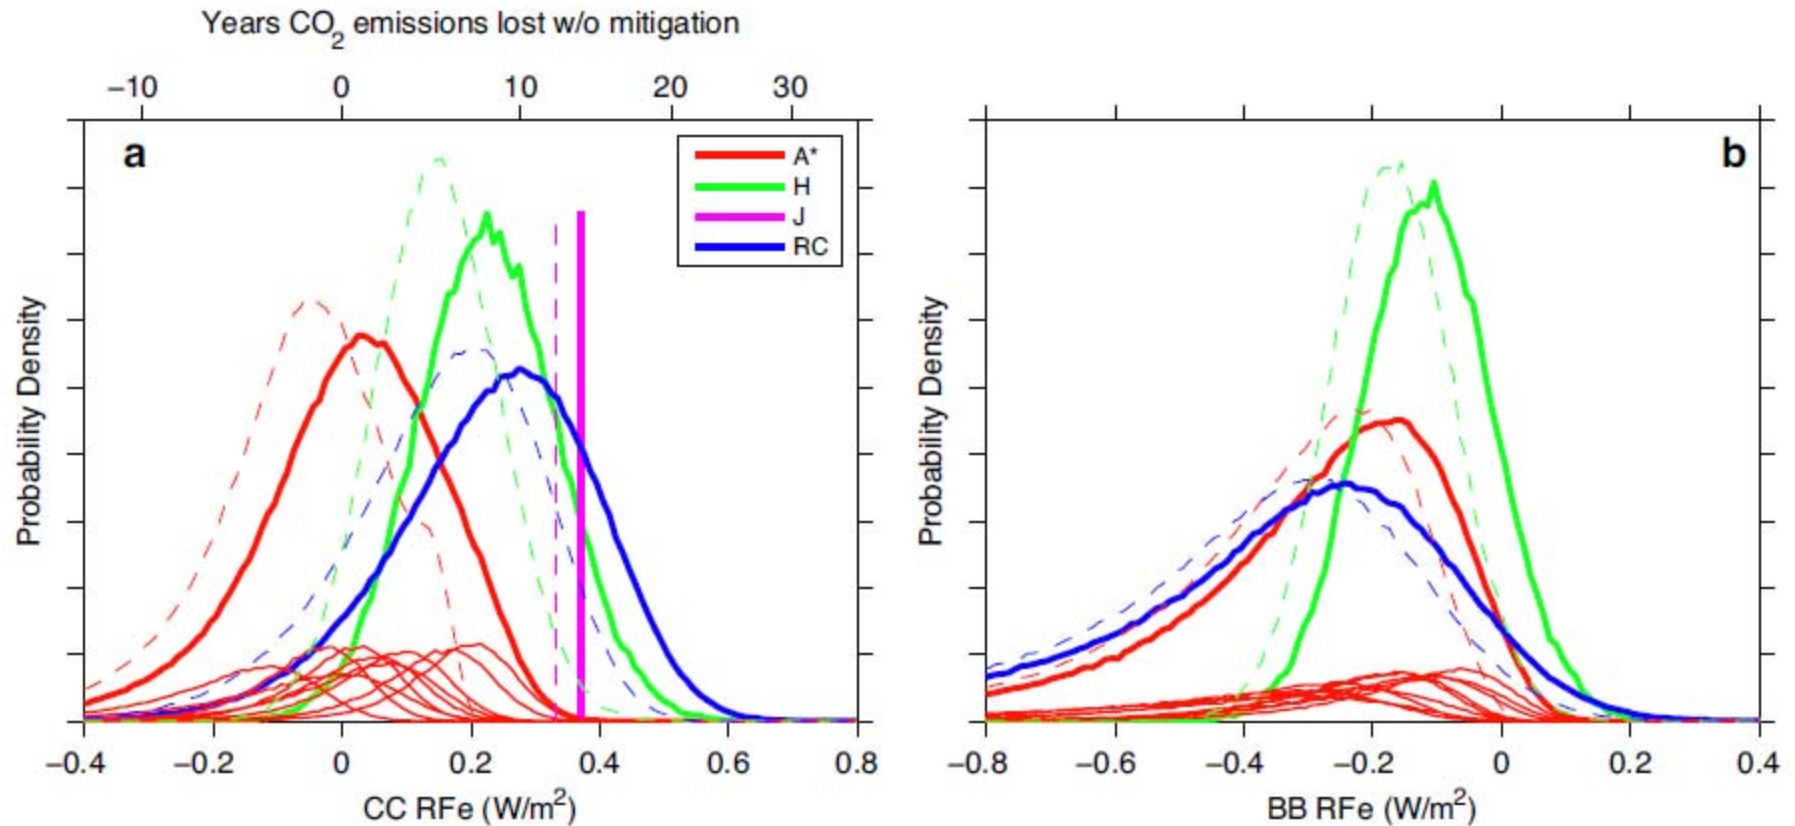 Years CO2 emissions lost w/o mitigation
−10 0 10 20 30
a
A*
H
J
RC
Probability Density
−0.4 −0.2 0 0.2 0.4 0.6 0.8
CC RFe (W/m²)
b
Probability Density
−0.8 −0.6 −0.4 −0.2 0 0.2 0.4
BB RFe (W/m²)